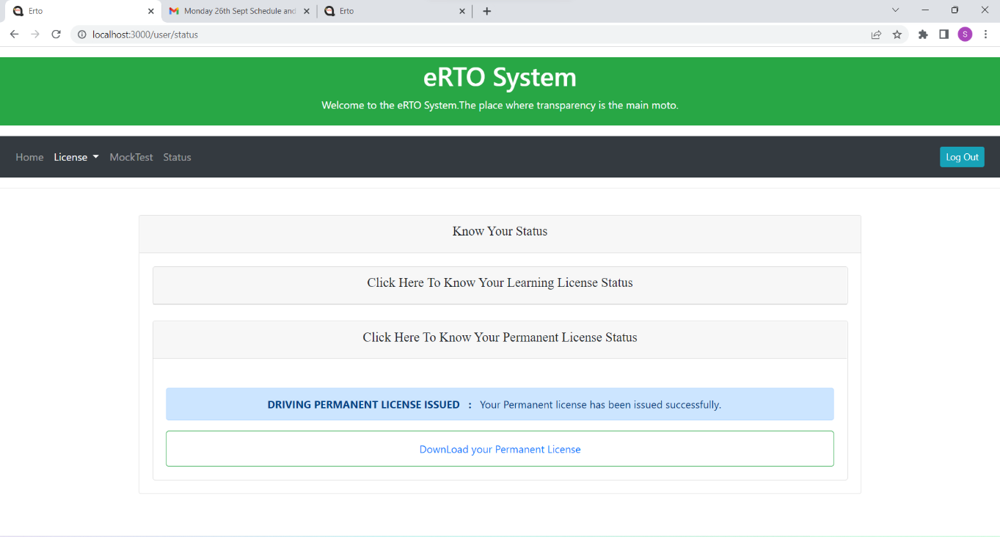 Erto
Monday 26th Sept Schedule and
Erto
localhost:3000/user/status
S
eRTO System
Welcome to the eRTO System.The place where transparency is the main moto.
Home License MockTest Status Log Out
Know Your Status
Click Here To Know Your Learning License Status
Click Here To Know Your Permanent License Status
DRIVING PERMANENT LICENSE ISSUED : Your Permanent license has been issued successfully.
DownLoad your Permanent License